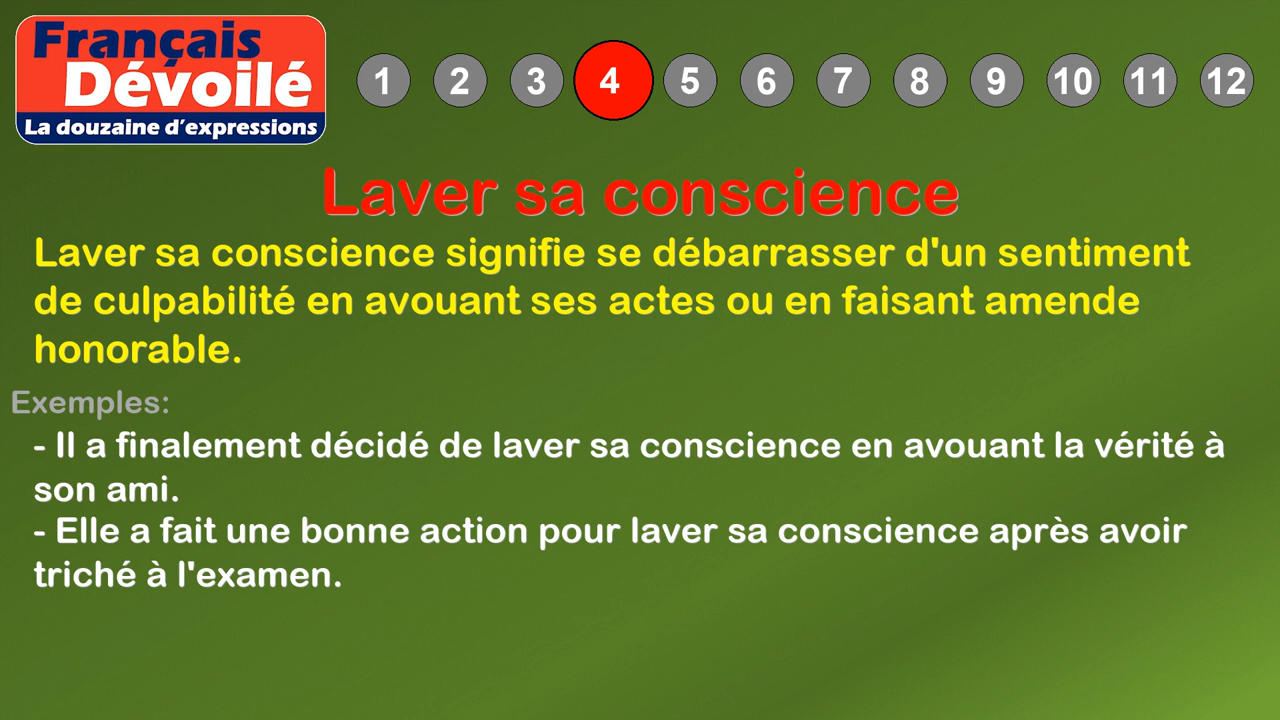 Français
Dévoilé
La douzaine d'expressions
1 2 3 4 5 6 7 8 9 10 11 12
Laver sa conscience
Laver sa conscience signifie se débarrasser d'un sentiment
de culpabilité en avouant ses actes ou en faisant amende
honorable.
Exemples:
- Il a finalement décidé de laver sa conscience en avouant la vérité à
son ami.
- Elle a fait une bonne action pour laver sa conscience après avoir
triché à l'examen.